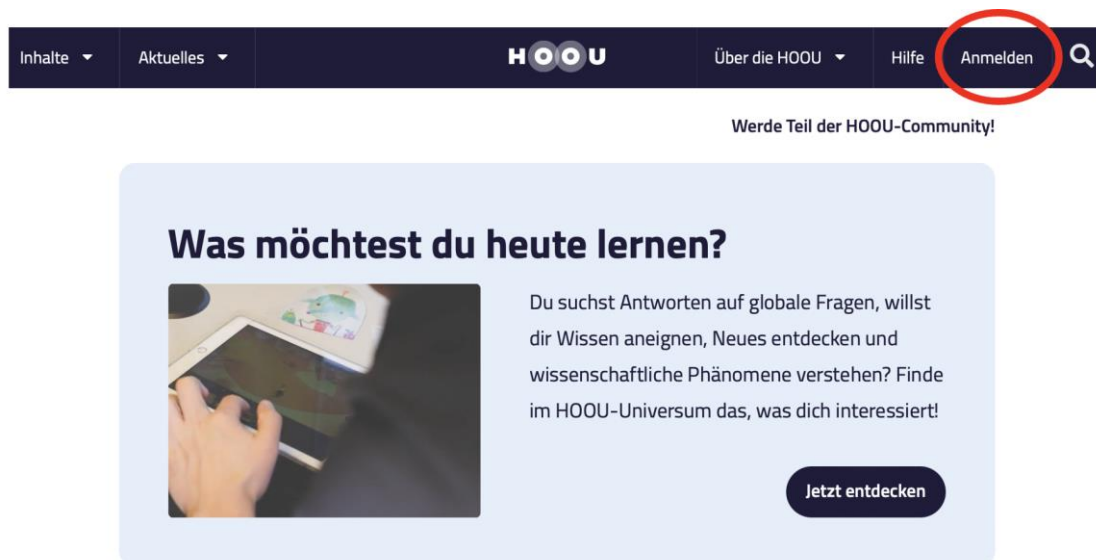 Inhalte Aktuelles HOOU Über die HOOU Hilfe Anmelden
Werde Teil der HOOU-Community!
Was möchtest du heute lernen?
Du suchst Antworten auf globale Fragen, willst
dir Wissen aneignen, Neues entdecken und
wissenschaftliche Phänomene verstehen? Finde
im HOOU-Universum das, was dich interessiert!
Jetzt entdecken